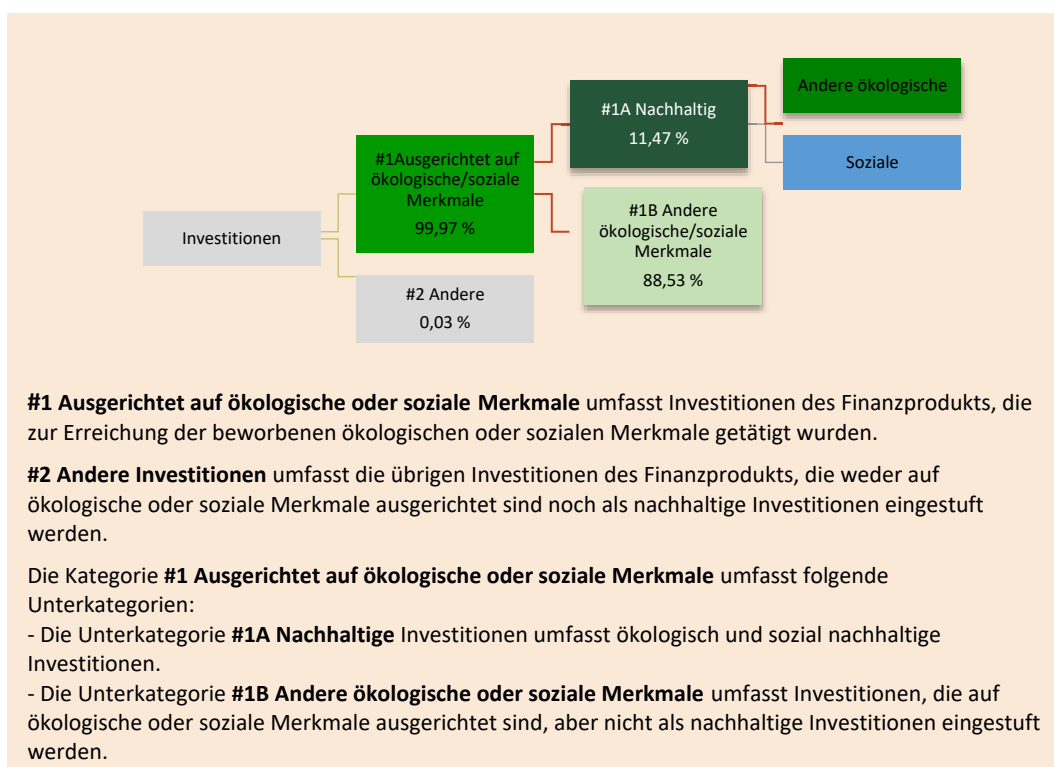 Andere ökologische
#1A Nachhaltig
11,47 %
Soziale
#1Ausgerichtet auf
ökologische/soziale
Merkmale
99,97 %
#1B Andere
ökologische/soziale
Merkmale
88,53 %
Investitionen
#2 Andere
0,03 %
#1 Ausgerichtet auf ökologische oder soziale Merkmale umfasst Investitionen des Finanzprodukts, die
zur Erreichung der beworbenen ökologischen oder sozialen Merkmale getätigt wurden.
#2 Andere Investitionen umfasst die übrigen Investitionen des Finanzprodukts, die weder auf
ökologische oder soziale Merkmale ausgerichtet sind noch als nachhaltige Investitionen eingestuft
werden.
Die Kategorie #1 Ausgerichtet auf ökologische oder soziale Merkmale umfasst folgende
Unterkategorien:
- Die Unterkategorie #1A Nachhaltige Investitionen umfasst ökologisch und sozial nachhaltige
Investitionen.
- Die Unterkategorie #1B Andere ökologische oder soziale Merkmale umfasst Investitionen, die auf
ökologische oder soziale Merkmale ausgerichtet sind, aber nicht als nachhaltige Investitionen eingestuft
werden.